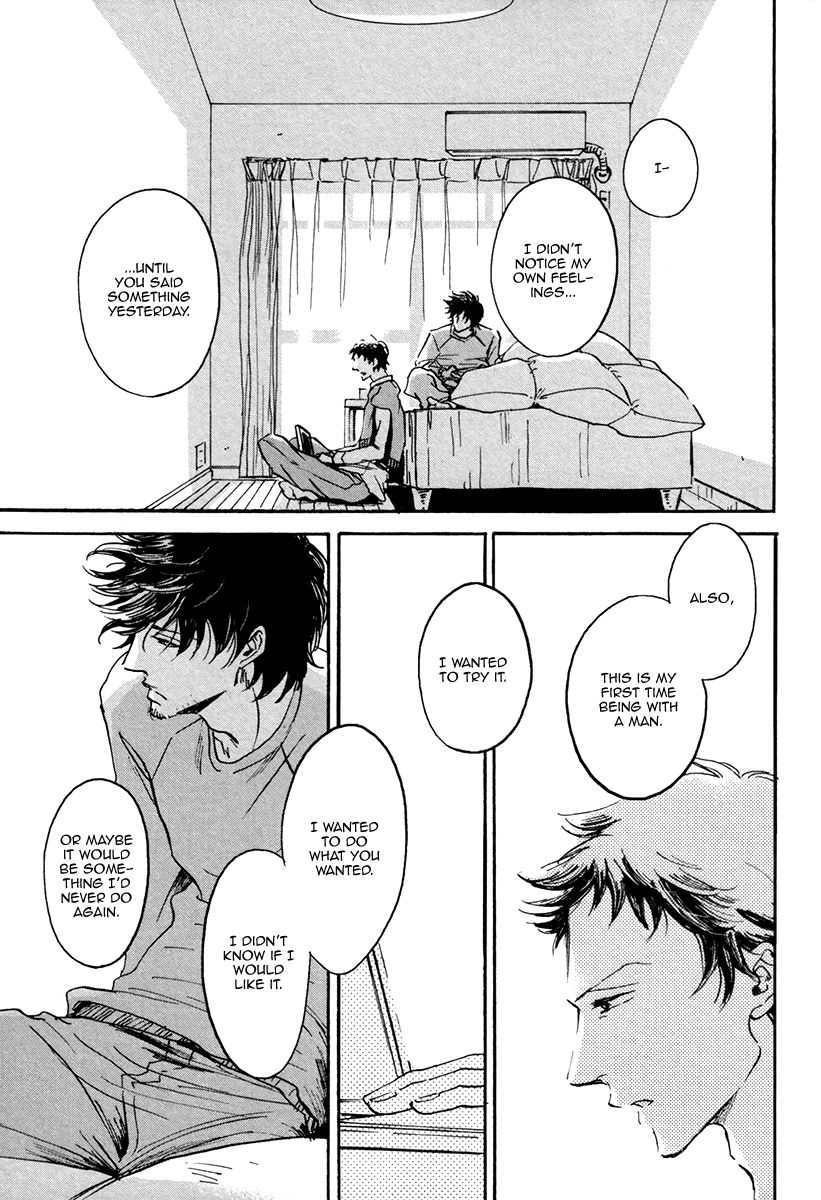 I-
I DIDN'T
NOTICE MY
OWN FEEL-
INGS...
...UNTIL
YOU SAID
SOMETHING
YESTERDAY.
ALSO,
THIS IS MY
FIRST TIME
BEING WITH
A MAN.
I WANTED
TO TRY IT.
I WANTED
TO DO
WHAT YOU
WANTED.
I DIDN'T
KNOW IF I
WOULD
LIKE IT.
OR MAYBE
IT WOULD
BE SOME-
THING I'D
NEVER DO
AGAIN.